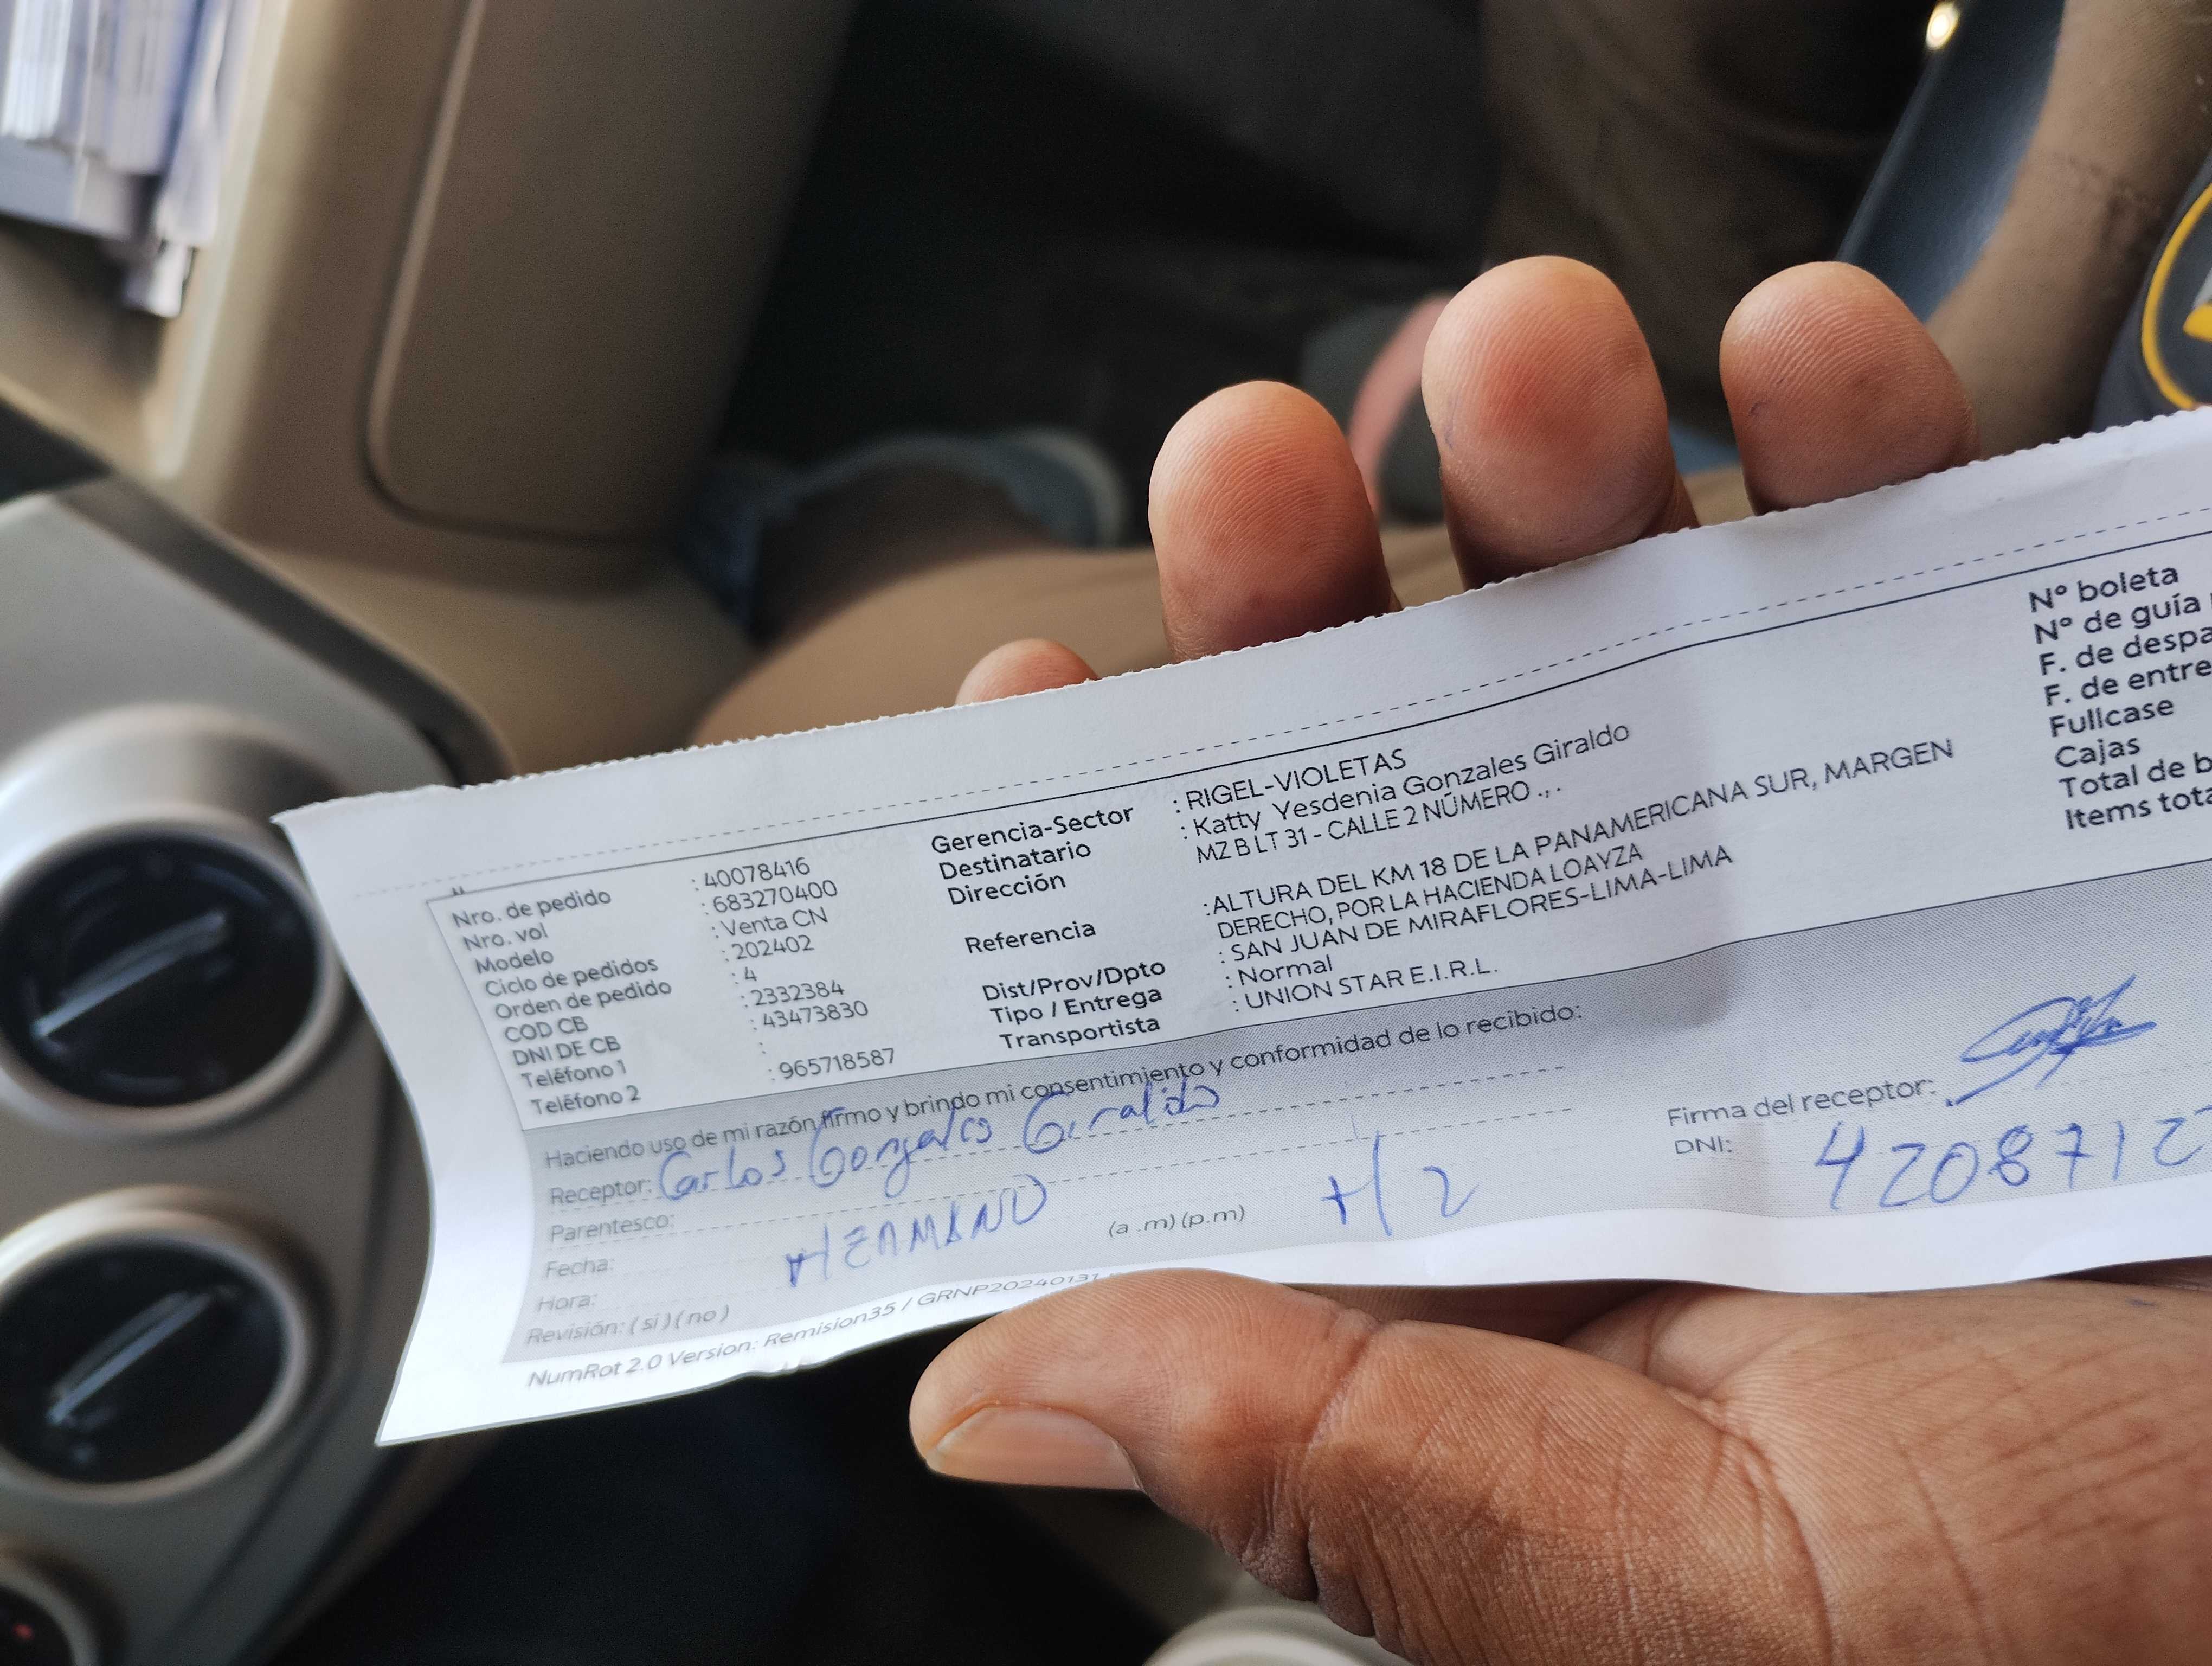 Nro. de pedido : 40078416
Nro. vol : 683270400
Modelo : Venta CN
Ciclo de pedidos : 202402
Orden de pedido : 4
COD CB : 2332384
DNI DE CB : 43473830
Teléfono 1 :
Teléfono 2 : 965718587
Gerencia-Sector : RIGEL-VIOLETAS
Destinatario : Katty Yesdenia Gonzales Giraldo
Dirección MZ B LT 31 - CALLE 2 NÚMERO .,.
Referencia :ALTURA DEL KM 18 DE LA PANAMERICANA SUR, MARGEN
DERECHO, POR LA HACIENDA LOAYZA
Dist/Prov/Dpto : SAN JUAN DE MIRAFLORES-LIMA-LIMA
Tipo / Entrega : Normal
Transportista : UNION STAR E.I.R.L.
Nº boleta
Nº de guía
F. de despa
F. de entre
Fullcase
Cajas
Total de b
Items tota
Haciendo uso de mi razón firmo y brindo mi consentimiento y conformidad de lo recibido:
Receptor: Carlos Gonzales Giraldo
Parentesco: HERMANO
Fecha:
Hora: (a .m) (p.m)
Revisión: ( si ) ( no )
H 2
Firma del receptor:
DNI: 4208712
NumRot 2.0 Version: Remision35 / GRNP20240131